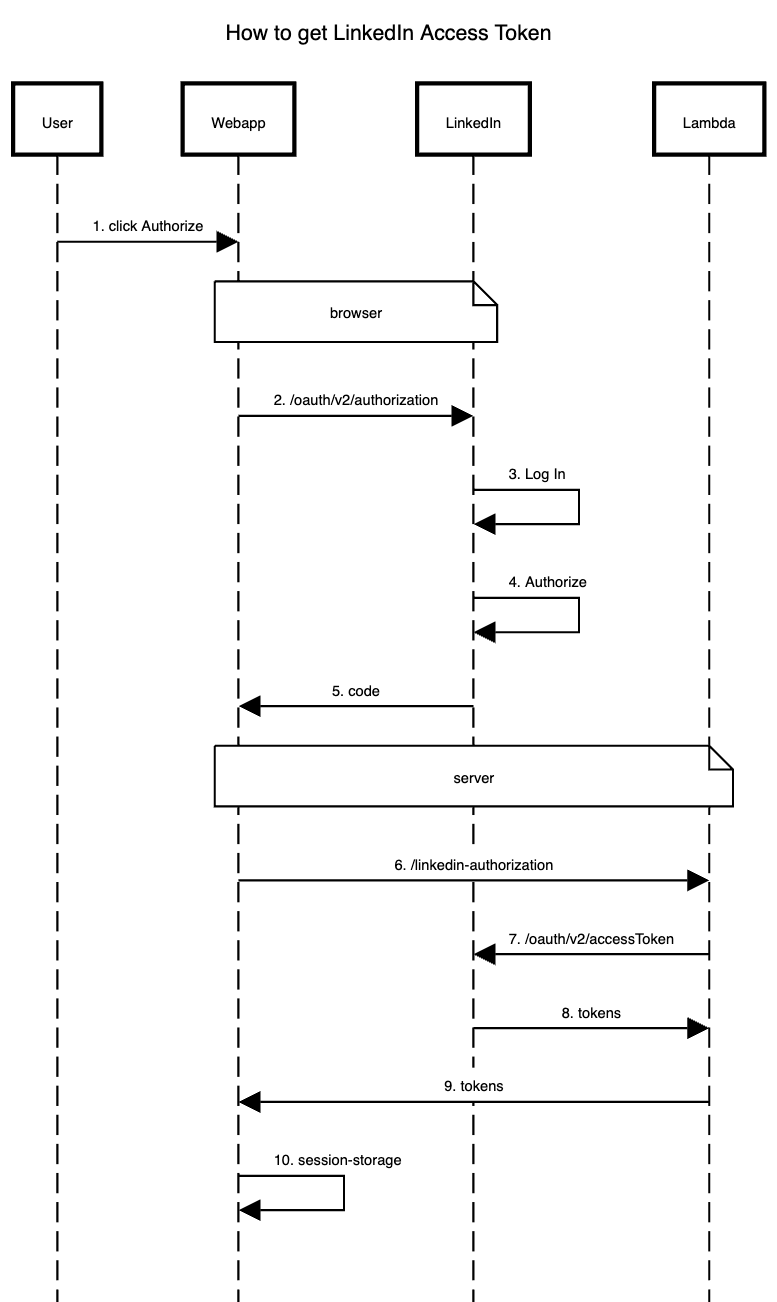 How to get LinkedIn Access Token
User
Webapp
LinkedIn
Lambda
1. click Authorize
browser
2. /oauth/v2/authorization
3. Log In
4. Authorize
5. code
server
6. /linkedin-authorization
7. /oauth/v2/accessToken
8. tokens
9. tokens
10. session-storage